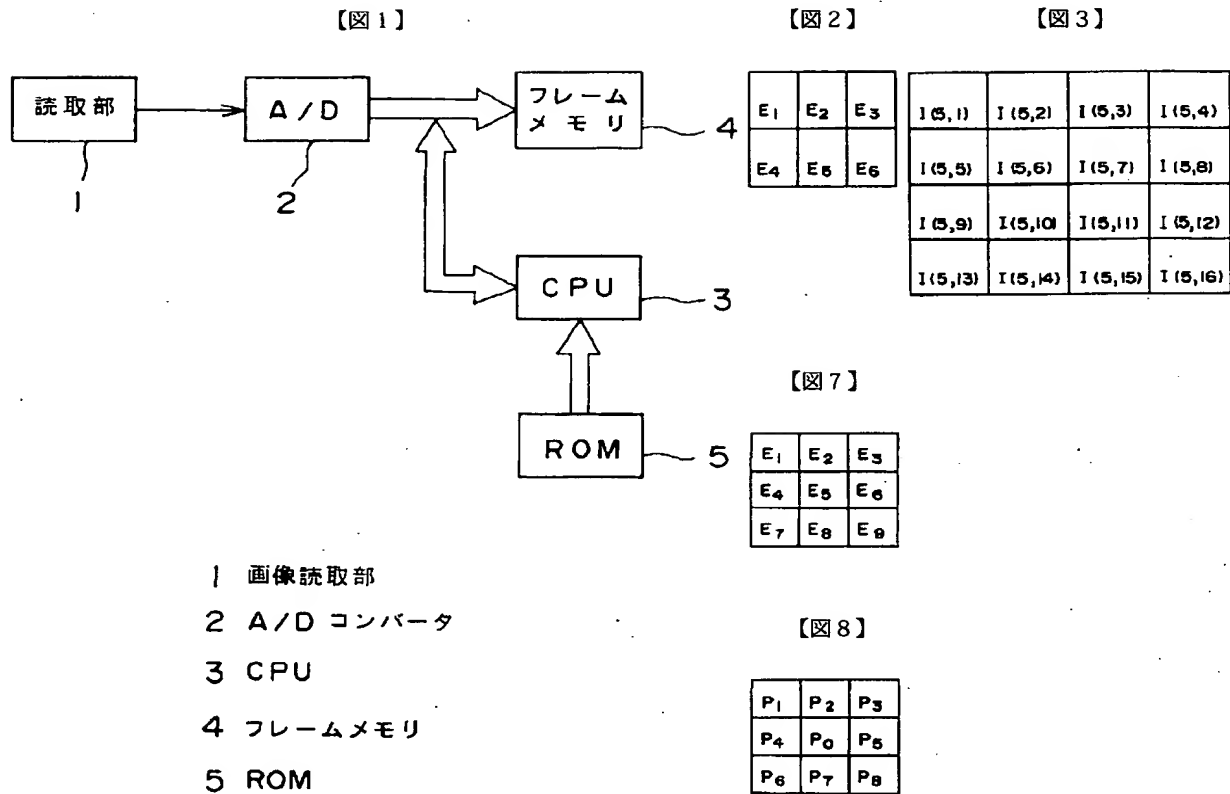 【図1】
読取部
1
A/D
2
フレーム
メモリ
4
CPU
3
ROM
5
1 画像読取部
2 A/D コンバータ
3 CPU
4 フレームメモリ
5 ROM
【図2】
E1 E2 E3
E4 E5 E6
【図3】
I(5,1) I(5,2) I(5,3) I(5,4)
I(5,5) I(5,6) I(5,7) I(5,8)
I(5,9) I(5,10) I(5,11) I(5,12)
I(5,13) I(5,14) I(5,15) I(5,16)
【図7】
E1 E2 E3
E4 E5 E6
E7 E8 E9
【図8】
P1 P2 P3
P4 P0 P5
P6 P7 P8